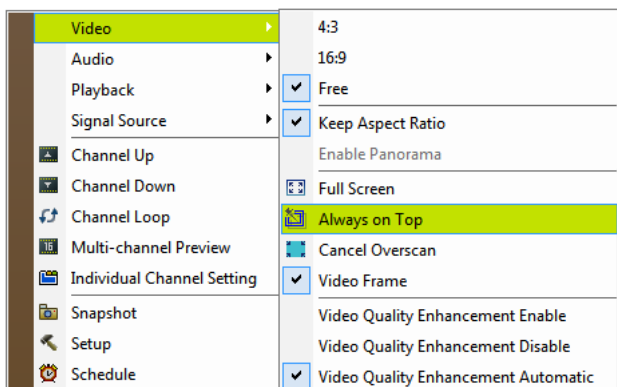 Video
Audio
Playback
Signal Source
Channel Up
Channel Down
Channel Loop
16
Multi-channel Preview
Individual Channel Setting
Snapshot
Setup
Schedule
4:3
16:9
Free
Keep Aspect Ratio
Enable Panorama
Full Screen
Always on Top
Cancel Overscan
Video Frame
Video Quality Enhancement Enable
Video Quality Enhancement Disable
Video Quality Enhancement Automatic